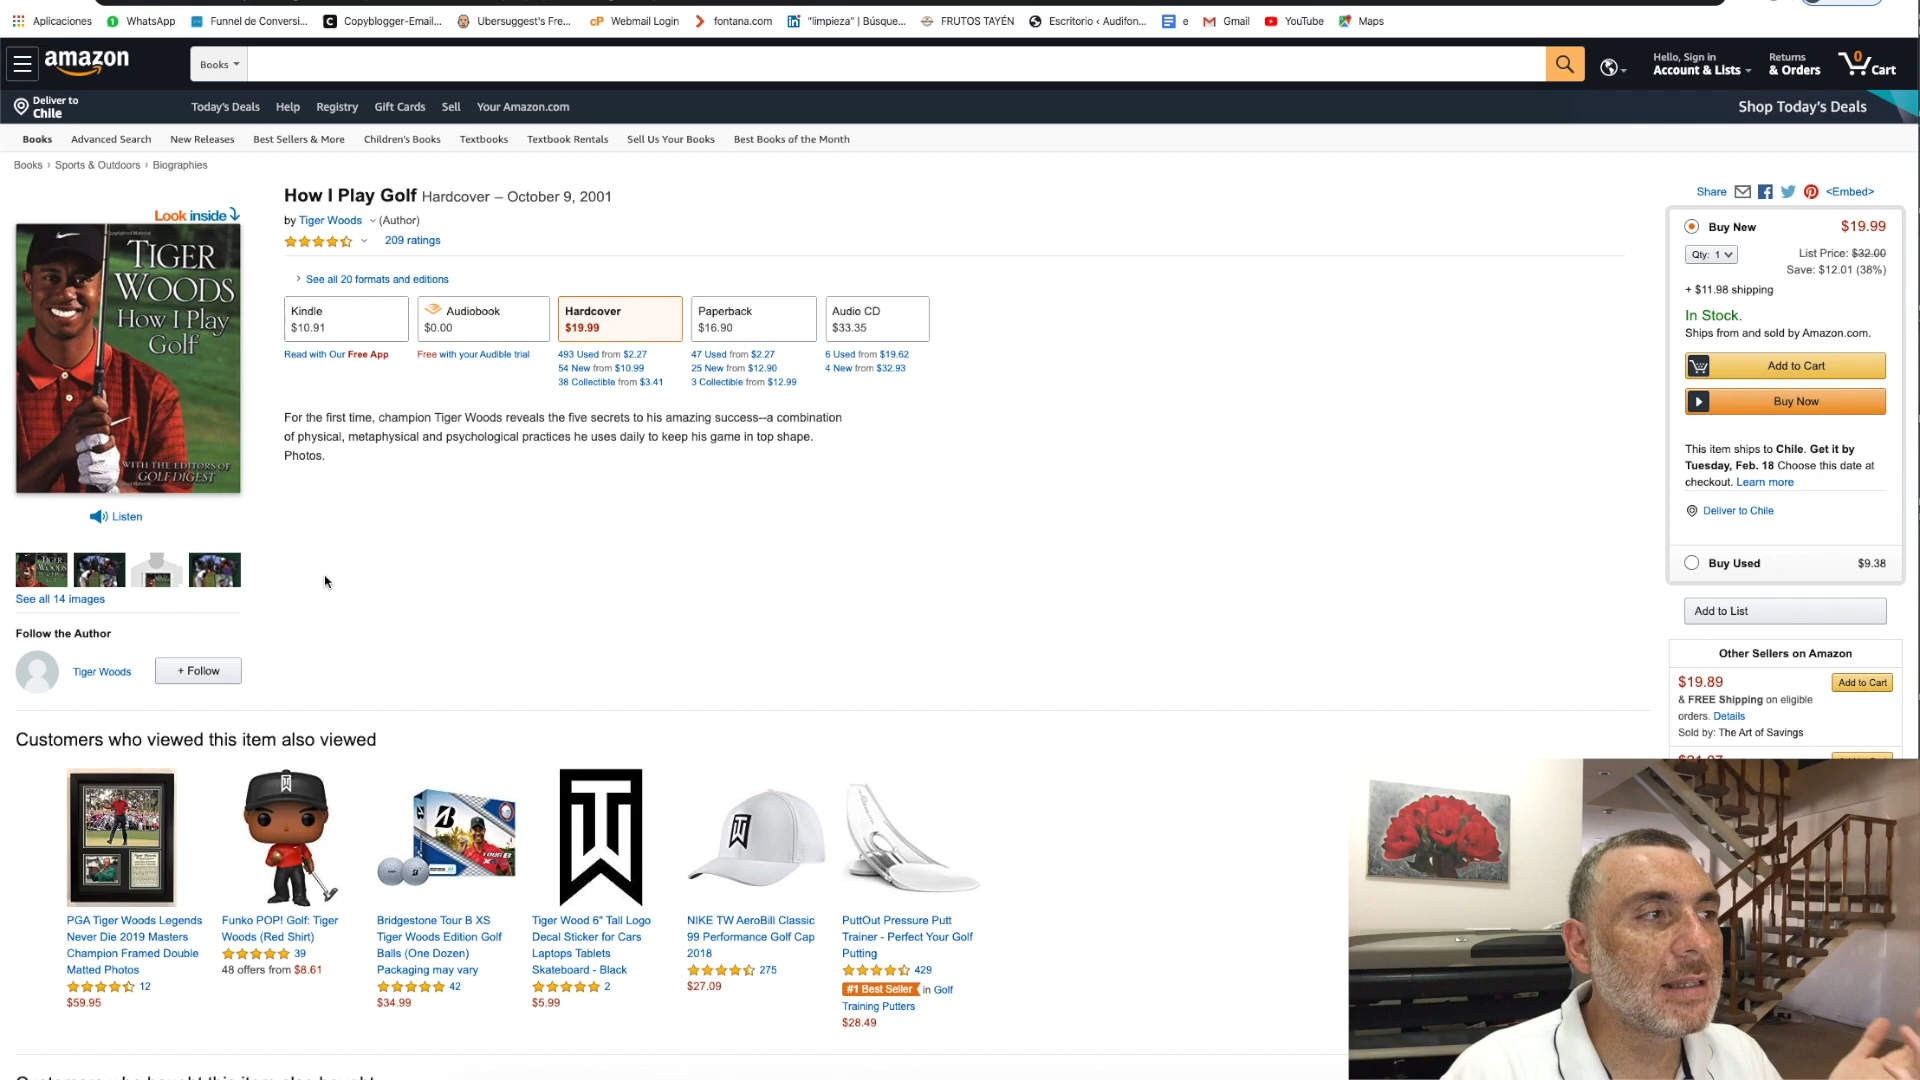 Aplicaciones WhatsApp Funnel de Conversi... Copyblogger-Email... Ubersuggest's Fre... Webmail Login fontana.com "limpieza" | Búsque... FRUTOS TAYÉN Escritorio ‹ Audifon... e Gmail YouTube Maps
amazon
Books
Hello, Sign in
Account & Lists
Returns
& Orders
0
Cart
Deliver to
Chile
Today's Deals Help Registry Gift Cards Sell Your Amazon.com
Shop Today's Deals
Books Advanced Search New Releases Best Sellers & More Children's Books Textbooks Textbook Rentals Sell Us Your Books Best Books of the Month
Books › Sports & Outdoors › Biographies
Look inside
TIGER
WOODS
How I Play
Golf
WITH THE EDITORS OF
GOLF DIGEST
Listen
See all 14 images
Follow the Author
Tiger Woods
+ Follow
How I Play Golf Hardcover – October 9, 2001
by Tiger Woods (Author)
209 ratings
› See all 20 formats and editions
Kindle
$10.91
Read with Our Free App
Audiobook
$0.00
Free with your Audible trial
Hardcover
$19.99
493 Used from $2.27
54 New from $10.99
38 Collectible from $3.41
Paperback
$16.90
47 Used from $2.27
25 New from $12.90
3 Collectible from $12.99
Audio CD
$33.35
6 Used from $19.62
4 New from $32.93
For the first time, champion Tiger Woods reveals the five secrets to his amazing success--a combination
of physical, metaphysical and psychological practices he uses daily to keep his game in top shape.
Photos.
Share <Embed>
Buy New $19.99
Qty: 1
List Price: $32.00
Save: $12.01 (38%)
+ $11.98 shipping
In Stock.
Ships from and sold by Amazon.com.
Add to Cart
Buy Now
This item ships to Chile. Get it by
Tuesday, Feb. 18 Choose this date at
checkout. Learn more
Deliver to Chile
Buy Used $9.38
Add to List
Other Sellers on Amazon
$19.89 Add to Cart
& FREE Shipping on eligible
orders. Details
Sold by: The Art of Savings
Customers who viewed this item also viewed
PGA Tiger Woods Legends
Never Die 2019 Masters
Champion Framed Double
Matted Photos
12
$59.95
Funko POP! Golf: Tiger
Woods (Red Shirt)
39
48 offers from $8.61
Bridgestone Tour B XS
Tiger Woods Edition Golf
Balls (One Dozen)
Packaging may vary
42
$34.99
Tiger Wood 6" Tall Logo
Decal Sticker for Cars
Laptops Tablets
Skateboard - Black
2
$5.99
NIKE TW AeroBill Classic
99 Performance Golf Cap
2018
275
$27.09
PuttOut Pressure Putt
Trainer - Perfect Your Golf
Putting
429
#1 Best Seller in Golf
Training Putters
$28.49
Customers who bought this item also bought